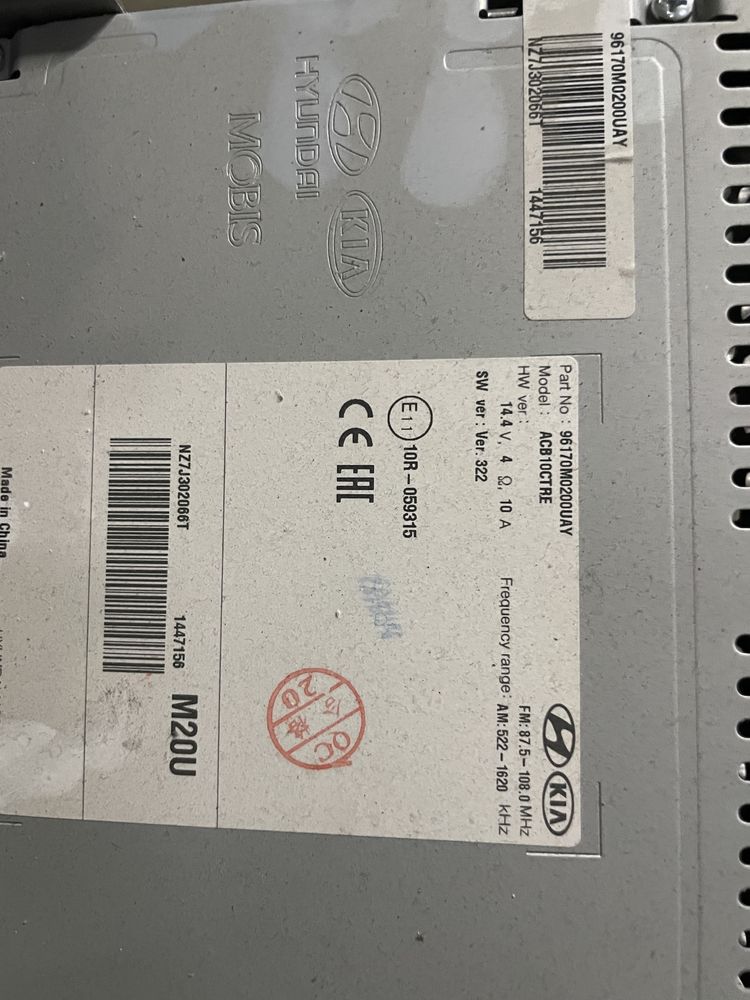 96170M0200UAY
NZ7J302066T 1447156
HYUNDAI KIA
MOBIS
Part No : 96170M0200UAY
Model : ACB10CTRE
HW ver :
14.4 V, 4 Ω, 10 A
SW ver : Ver. 322
KIA
Frequency range: FM: 87.5 – 108.0 MHz
AM: 522 – 1620 kHz
E11 10R – 059315
CE EAC
QC
20
NZ7J302066T 1447156
M20U
Made in China